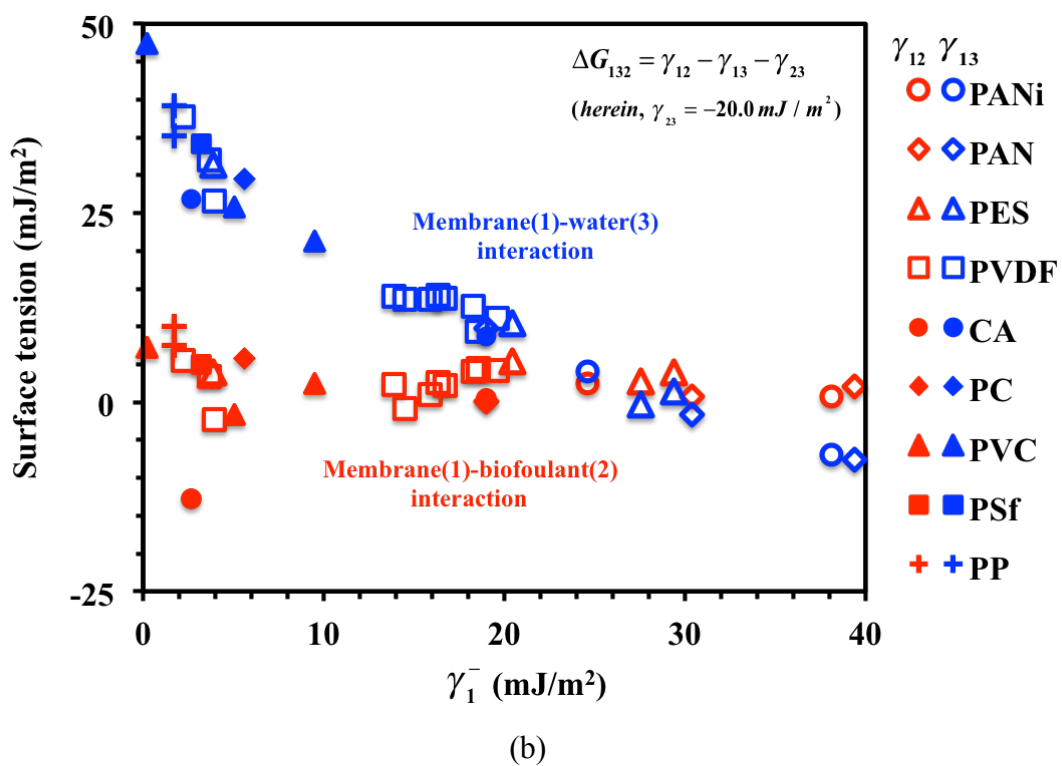 50
25
0
-25
0
10
20
30
40
Surface tension (mJ/m²)
γ₁⁻ (mJ/m²)
ΔG₁₃₂ = γ₁₂ − γ₁₃ − γ₂₃
(herein, γ₂₃ = −20.0 mJ / m²)
Membrane(1)-water(3)
interaction
Membrane(1)-biofoulant(2)
interaction
γ₁₂ γ₁₃
PANi
PAN
PES
PVDF
CA
PC
PVC
PSf
PP
(b)